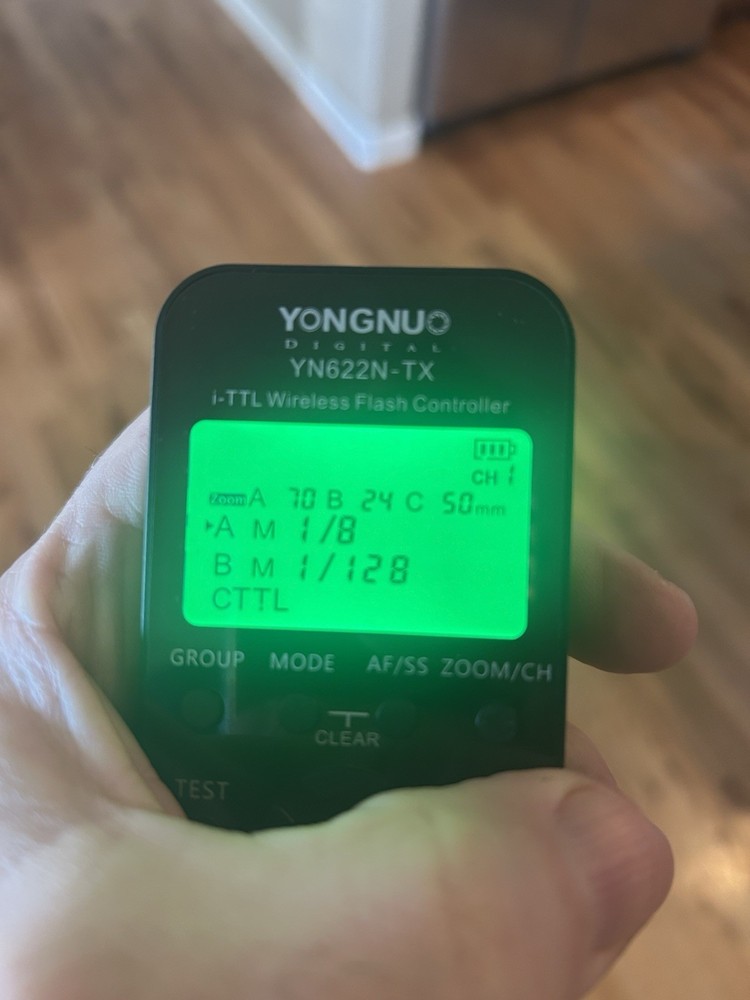 YONGNUO
DIGITAL
YN622N-TX
i-TTL Wireless Flash Controller
CH 1
Zoom A 70 B 24 C 50mm
A M 1/8
B M 1/128
C TTL
GROUP MODE AF/SS ZOOM/CH
CLEAR
TEST